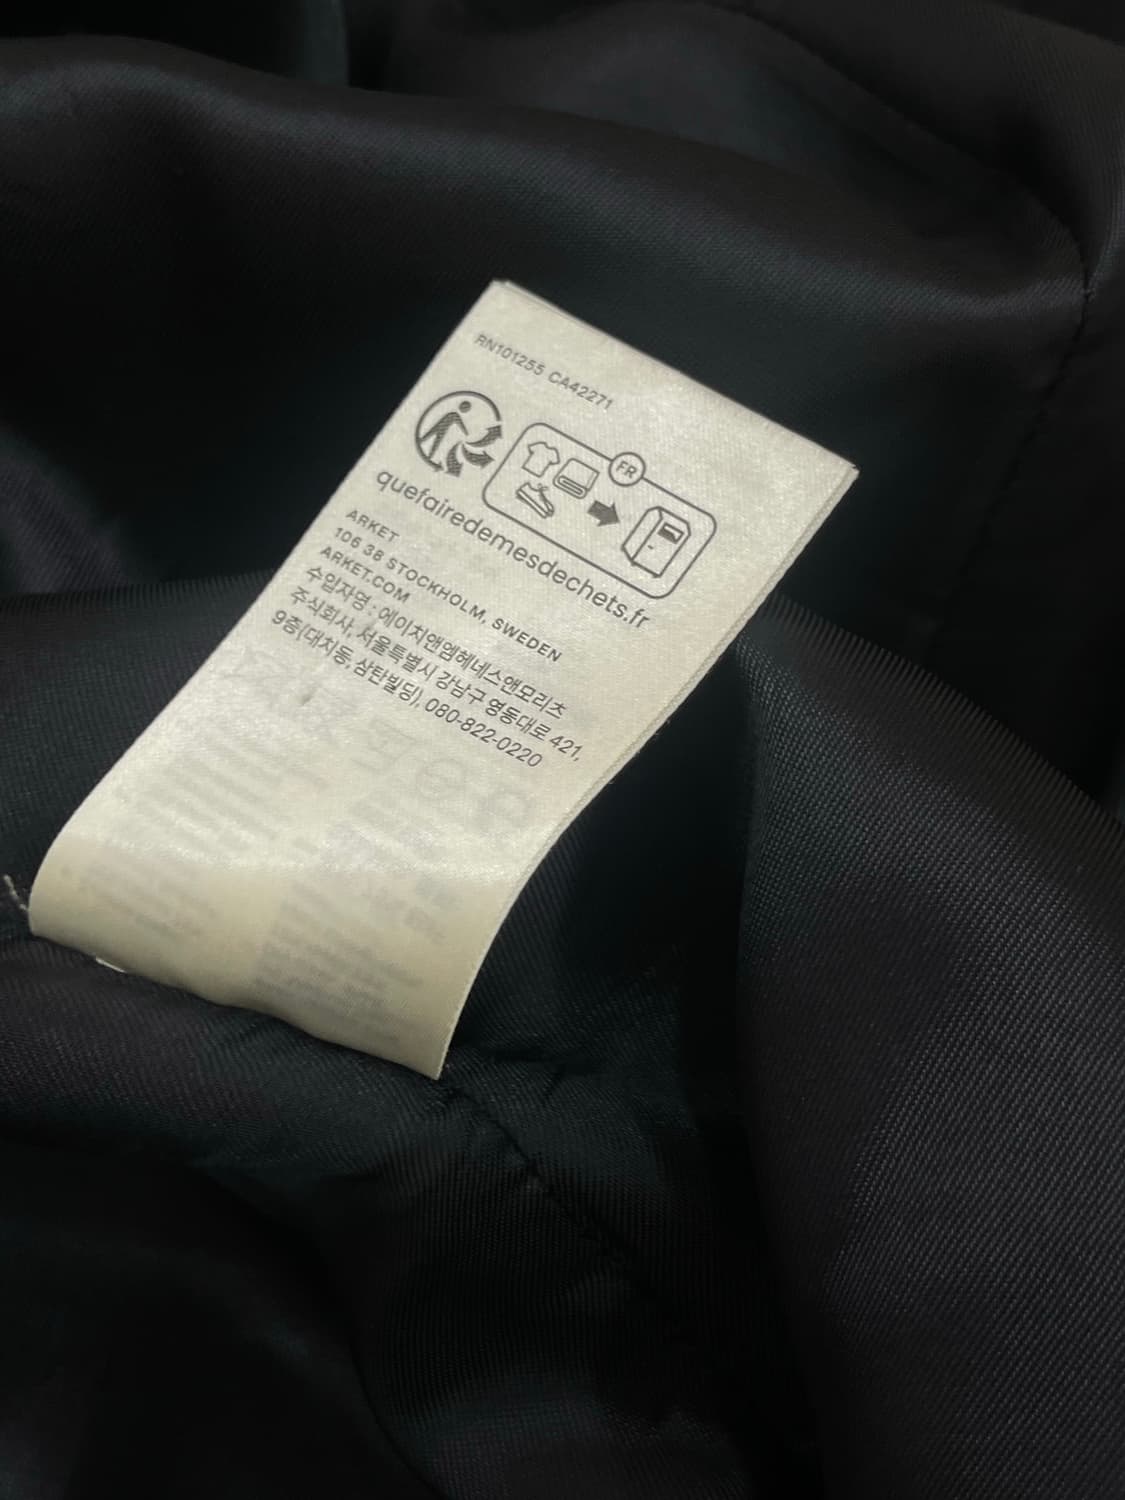 RN101255 CA42271
FR
quefairedemesdechets.fr
ARKET
106 38 STOCKHOLM, SWEDEN
ARKET.COM
수입자명 : 에이치앤엠헤네스앤모리츠
주식회사, 서울특별시 강남구 영동대로 421,
9층(대치동, 삼탄빌딩), 080-822-0220